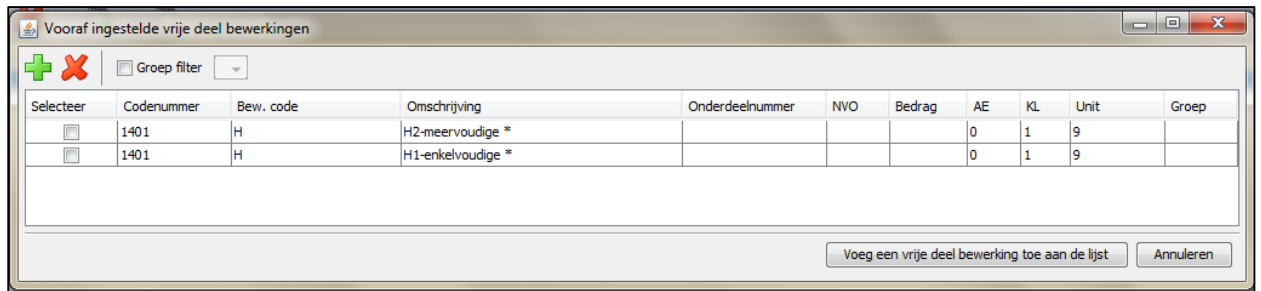 Vooraf ingestelde vrije deel bewerkingen
Groep filter
Selecteer Codenummer Bew. code Omschrijving Onderdeelnummer NVO Bedrag AE KL Unit Groep
1401 H H2-meervoudige * 0 1 9
1401 H H1-enkelvoudige * 0 1 9
Voeg een vrije deel bewerking toe aan de lijst Annuleren